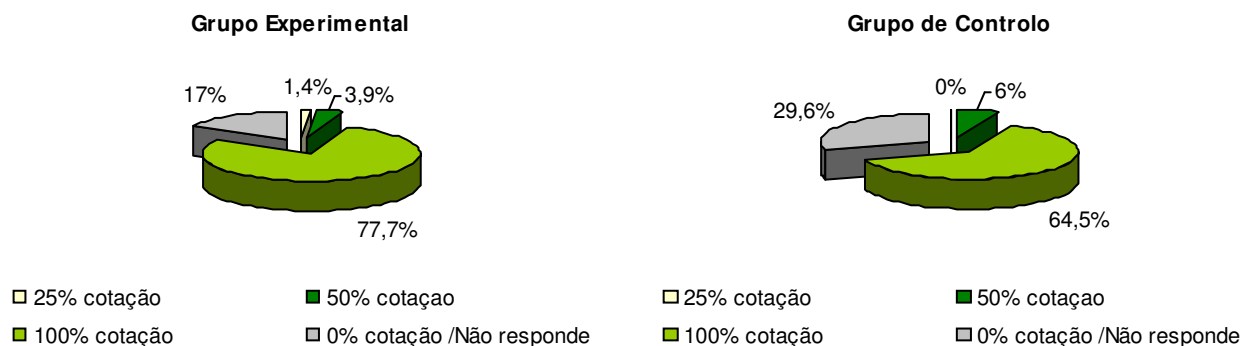 Grupo Experimental
17%
1,4%
3,9%
77,7%
25% cotação
50% cotaçao
100% cotação
0% cotação /Não responde
Grupo de Controlo
29,6%
0%
6%
64,5%
25% cotação
50% cotaçao
100% cotação
0% cotação /Não responde